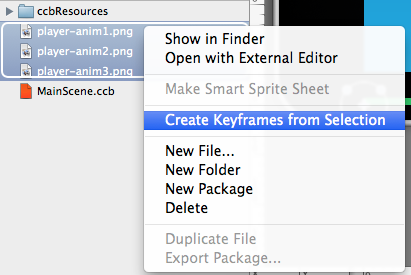 ccbResources
player-anim1.png
player-anim2.png
player-anim3.png
MainScene.ccb
Show in Finder
Open with External Editor
Make Smart Sprite Sheet
Create Keyframes from Selection
New File...
New Folder
New Package
Delete
Duplicate File
Export Package...